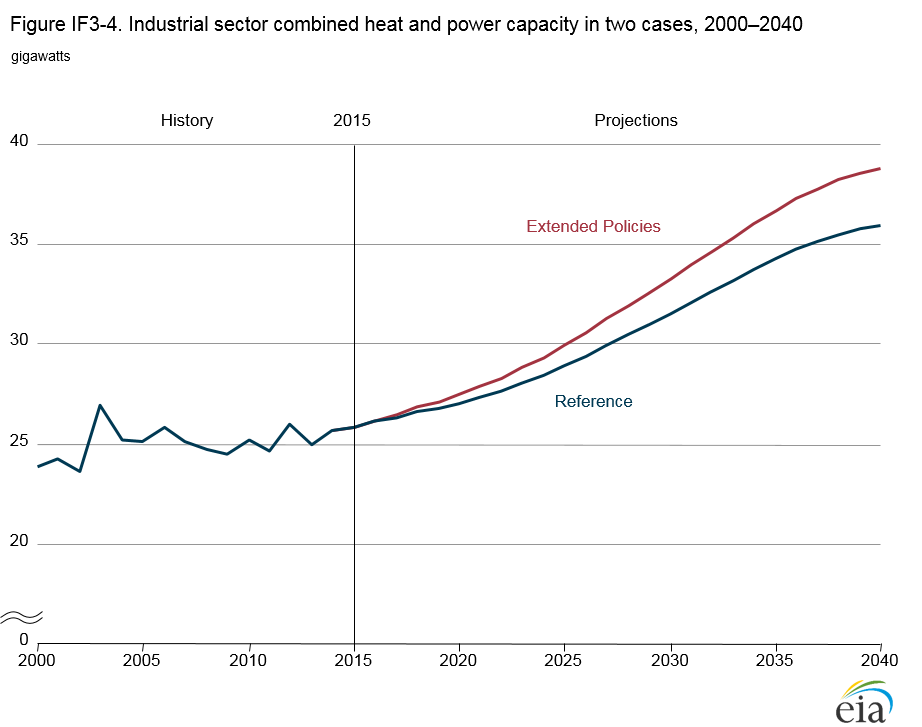 Figure IF3-4. Industrial sector combined heat and power capacity in two cases, 2000–2040
gigawatts
History 2015 Projections
40
Extended Policies
35
30
Reference
25
20
0
2000 2005 2010 2015 2020 2025 2030 2035 2040
eia